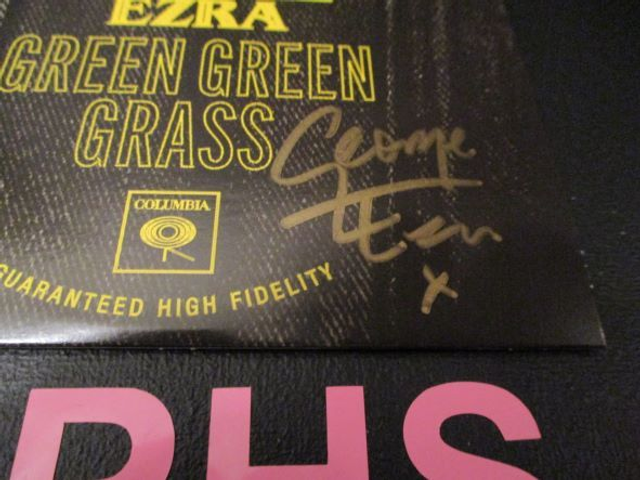 EZRA
GREEN GREEN
GRASS
George
Ezra
x
COLUMBIA
GUARANTEED HIGH FIDELITY
RHS